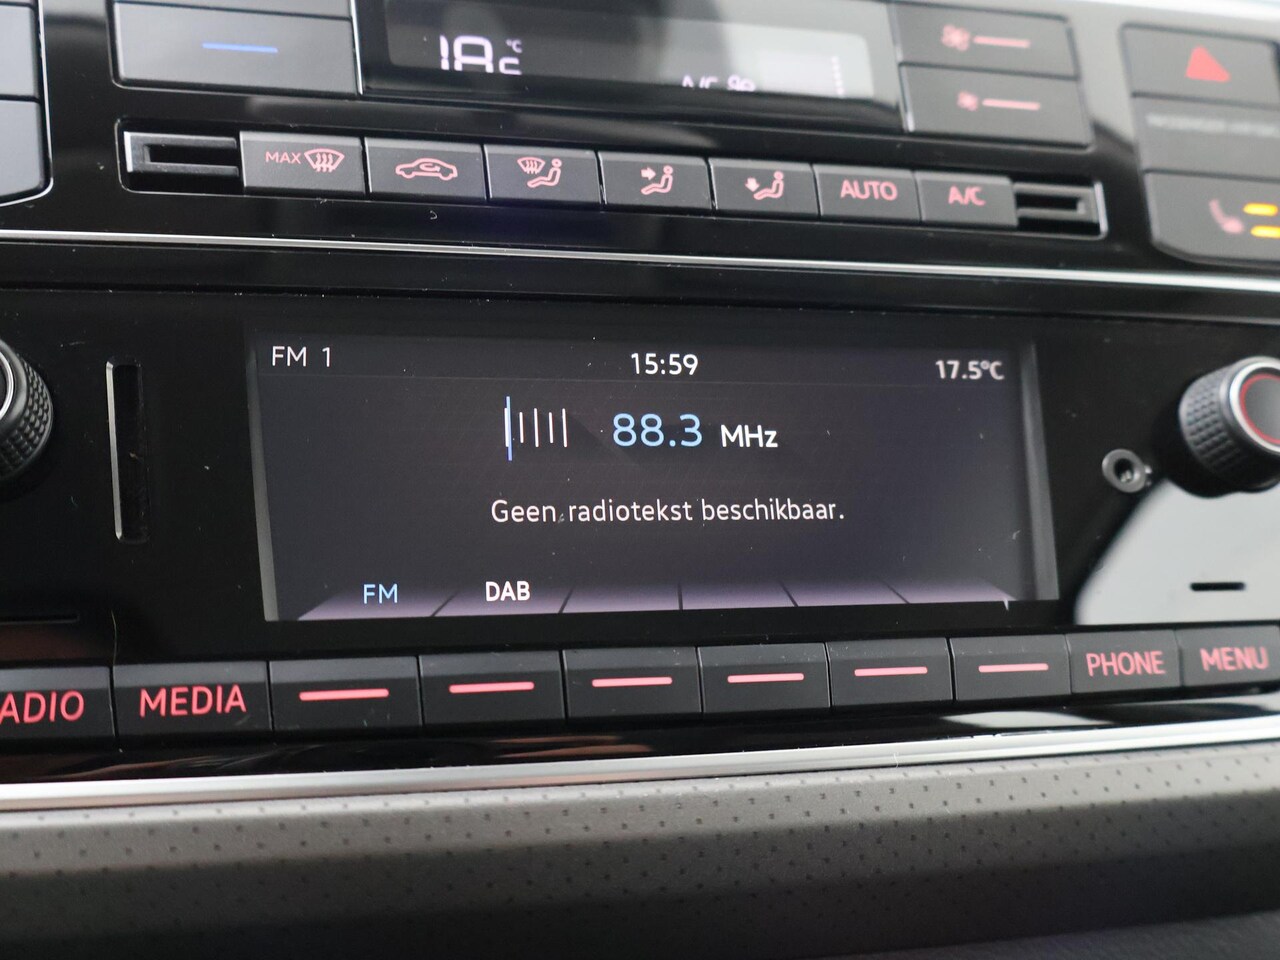 °C
A/C
MAX
AUTO
A/C
FM 1
15:59
17.5°C
88.3 MHz
Geen radiotekst beschikbaar.
FM
DAB
ADIO
MEDIA
PHONE
MENU